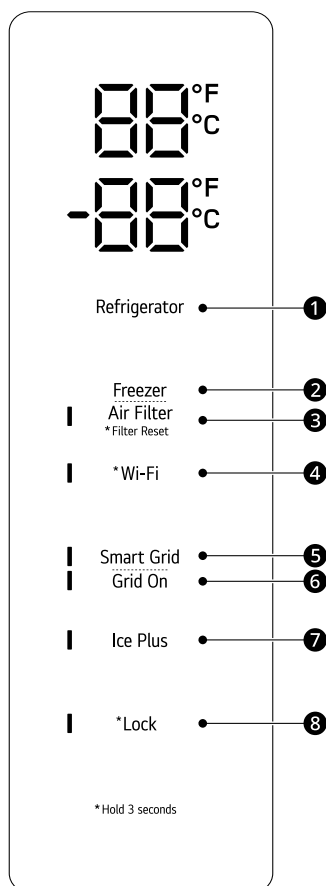 88°F
°C
-88°F
°C
Refrigerator 1
Freezer 2
Air Filter 3
*Filter Reset
*Wi-Fi 4
Smart Grid 5
Grid On 6
Ice Plus 7
*Lock 8
*Hold 3 seconds